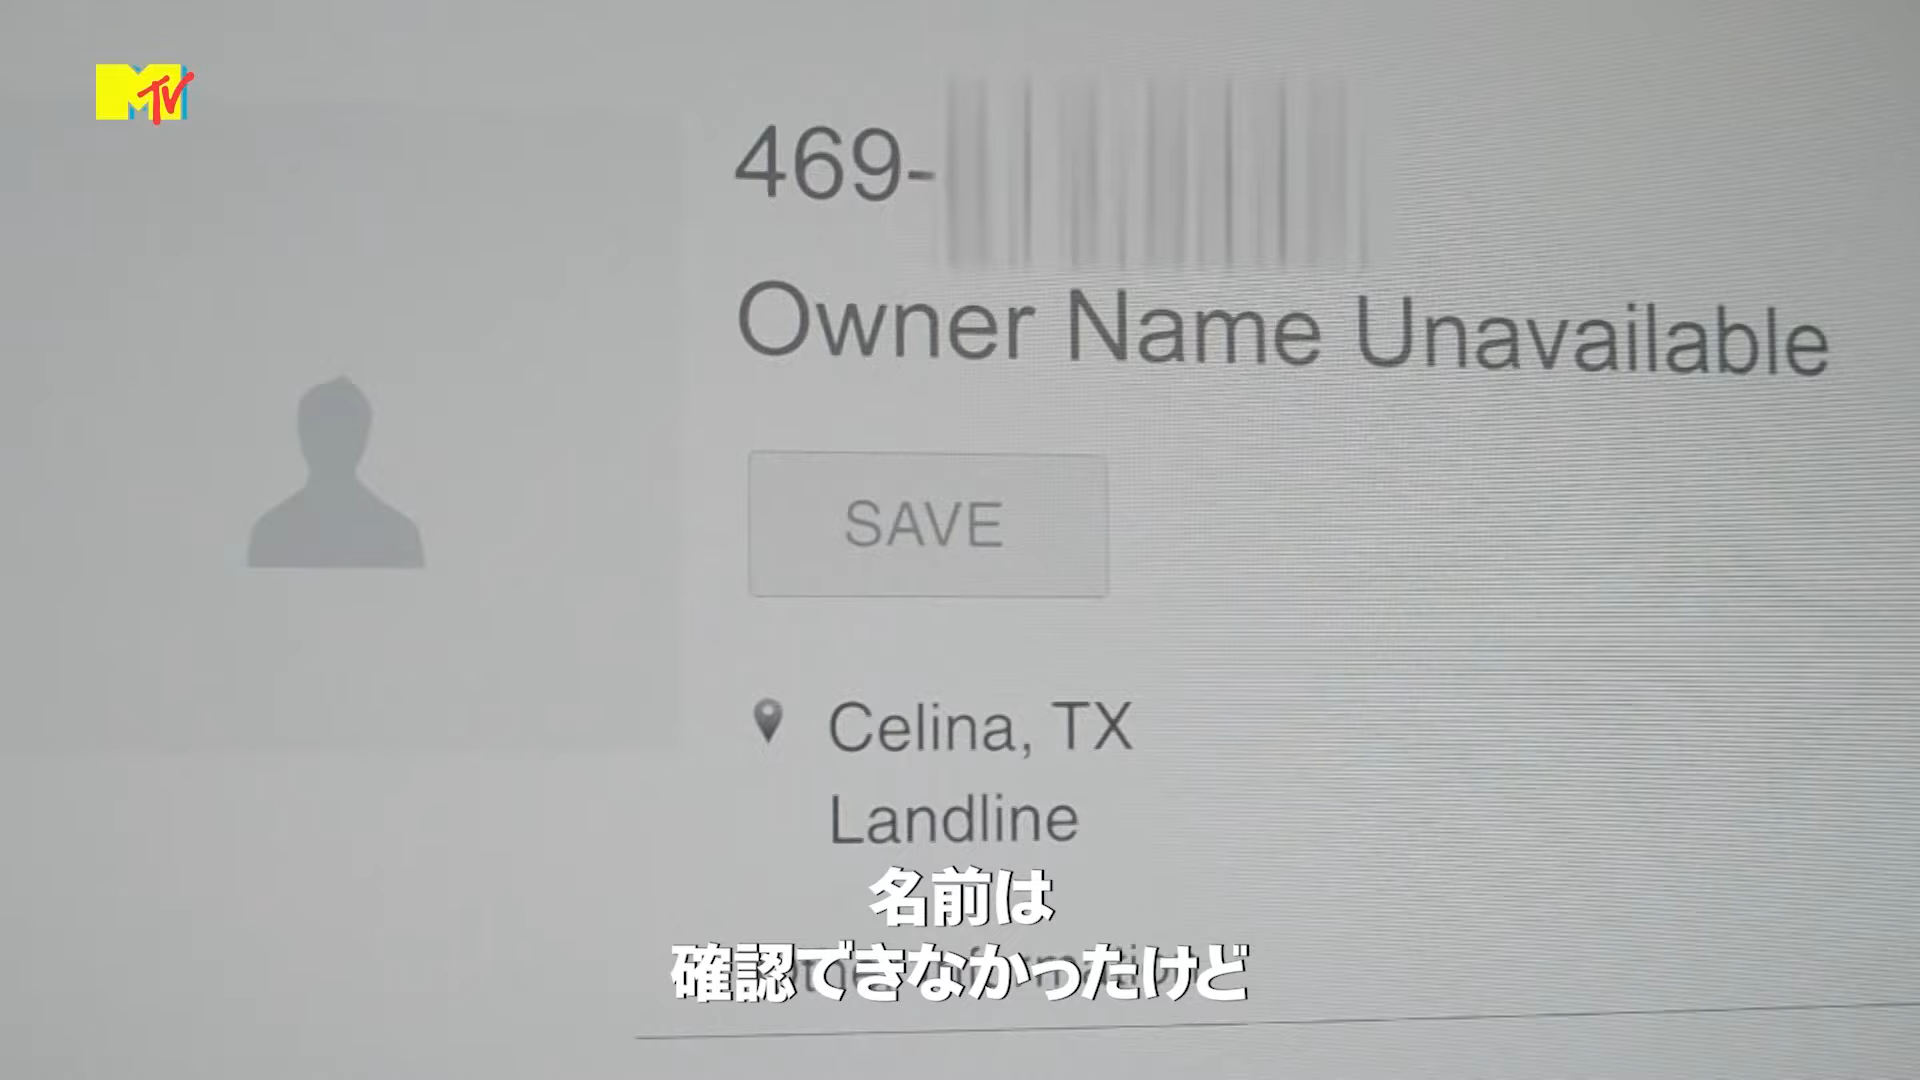 MTV
469-
Owner Name Unavailable
SAVE
Celina, TX
Landline
名前は
確認できなかったけど